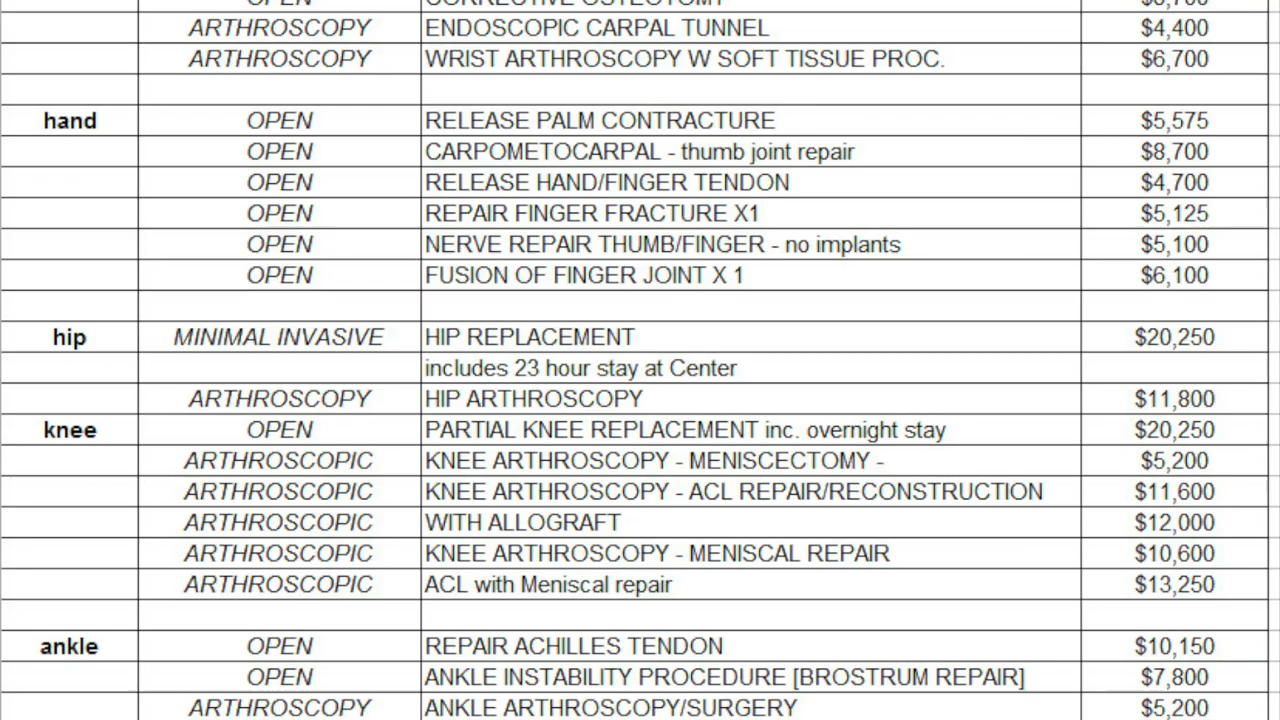 OPEN CORRECTIVE OSTEOTOMY
ARTHROSCOPY ENDOSCOPIC CARPAL TUNNEL $4,400
ARTHROSCOPY WRIST ARTHROSCOPY W SOFT TISSUE PROC. $6,700
hand OPEN RELEASE PALM CONTRACTURE $5,575
OPEN CARPOMETOCARPAL - thumb joint repair $8,700
OPEN RELEASE HAND/FINGER TENDON $4,700
OPEN REPAIR FINGER FRACTURE X1 $5,125
OPEN NERVE REPAIR THUMB/FINGER - no implants $5,100
OPEN FUSION OF FINGER JOINT X 1 $6,100
hip MINIMAL INVASIVE HIP REPLACEMENT $20,250
includes 23 hour stay at Center
ARTHROSCOPY HIP ARTHROSCOPY $11,800
knee OPEN PARTIAL KNEE REPLACEMENT inc. overnight stay $20,250
ARTHROSCOPIC KNEE ARTHROSCOPY - MENISCECTOMY - $5,200
ARTHROSCOPIC KNEE ARTHROSCOPY - ACL REPAIR/RECONSTRUCTION $11,600
ARTHROSCOPIC WITH ALLOGRAFT $12,000
ARTHROSCOPIC KNEE ARTHROSCOPY - MENISCAL REPAIR $10,600
ARTHROSCOPIC ACL with Meniscal repair $13,250
ankle OPEN REPAIR ACHILLES TENDON $10,150
OPEN ANKLE INSTABILITY PROCEDURE [BROSTRUM REPAIR] $7,800
ARTHROSCOPY ANKLE ARTHROSCOPY/SURGERY $5,200